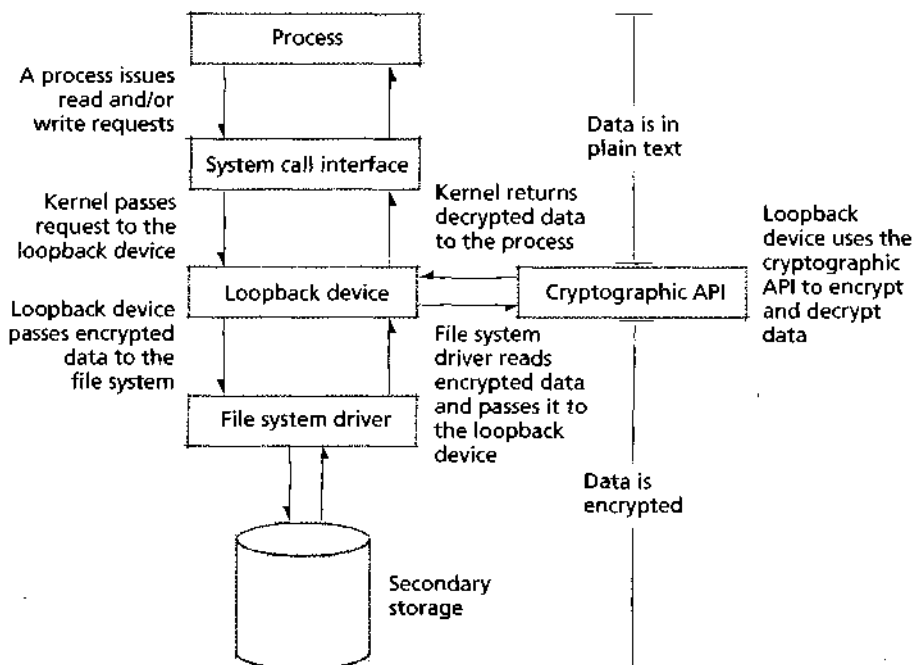 Process
A process issues
read and/or
write requests
Data is in
plain text
System call interface
Kernel passes
request to the
loopback device
Kernel returns
decrypted data
to the process
Loopback
device uses the
cryptographic
API to encrypt
and decrypt
data
Loopback device
Cryptographic API
Loopback device
passes encrypted
data to the
file system
File system
driver reads
encrypted data
and passes it to
the loopback
device
File system driver
Data is
encrypted
Secondary
storage